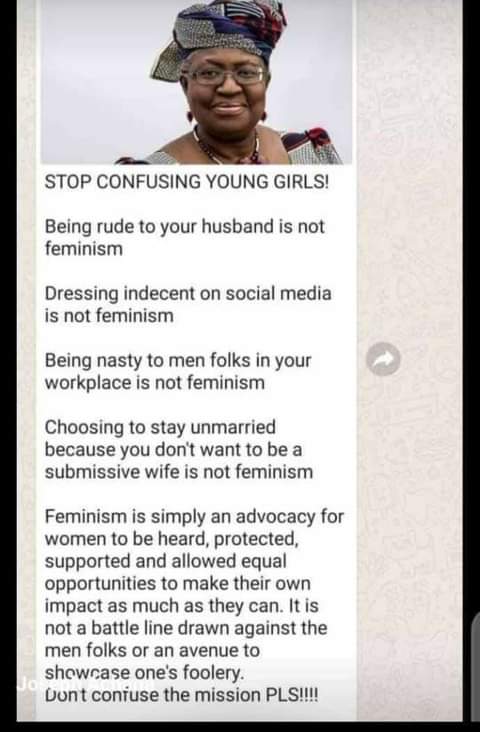 STOP CONFUSING YOUNG GIRLS!
Being rude to your husband is not
feminism
Dressing indecent on social media
is not feminism
Being nasty to men folks in your
workplace is not feminism
Choosing to stay unmarried
because you don't want to be a
submissive wife is not feminism
Feminism is simply an advocacy for
women to be heard, protected,
supported and allowed equal
opportunities to make their own
impact as much as they can. It is
not a battle line drawn against the
men folks or an avenue to
showcase one's foolery.
Don't confuse the mission PLS!!!!